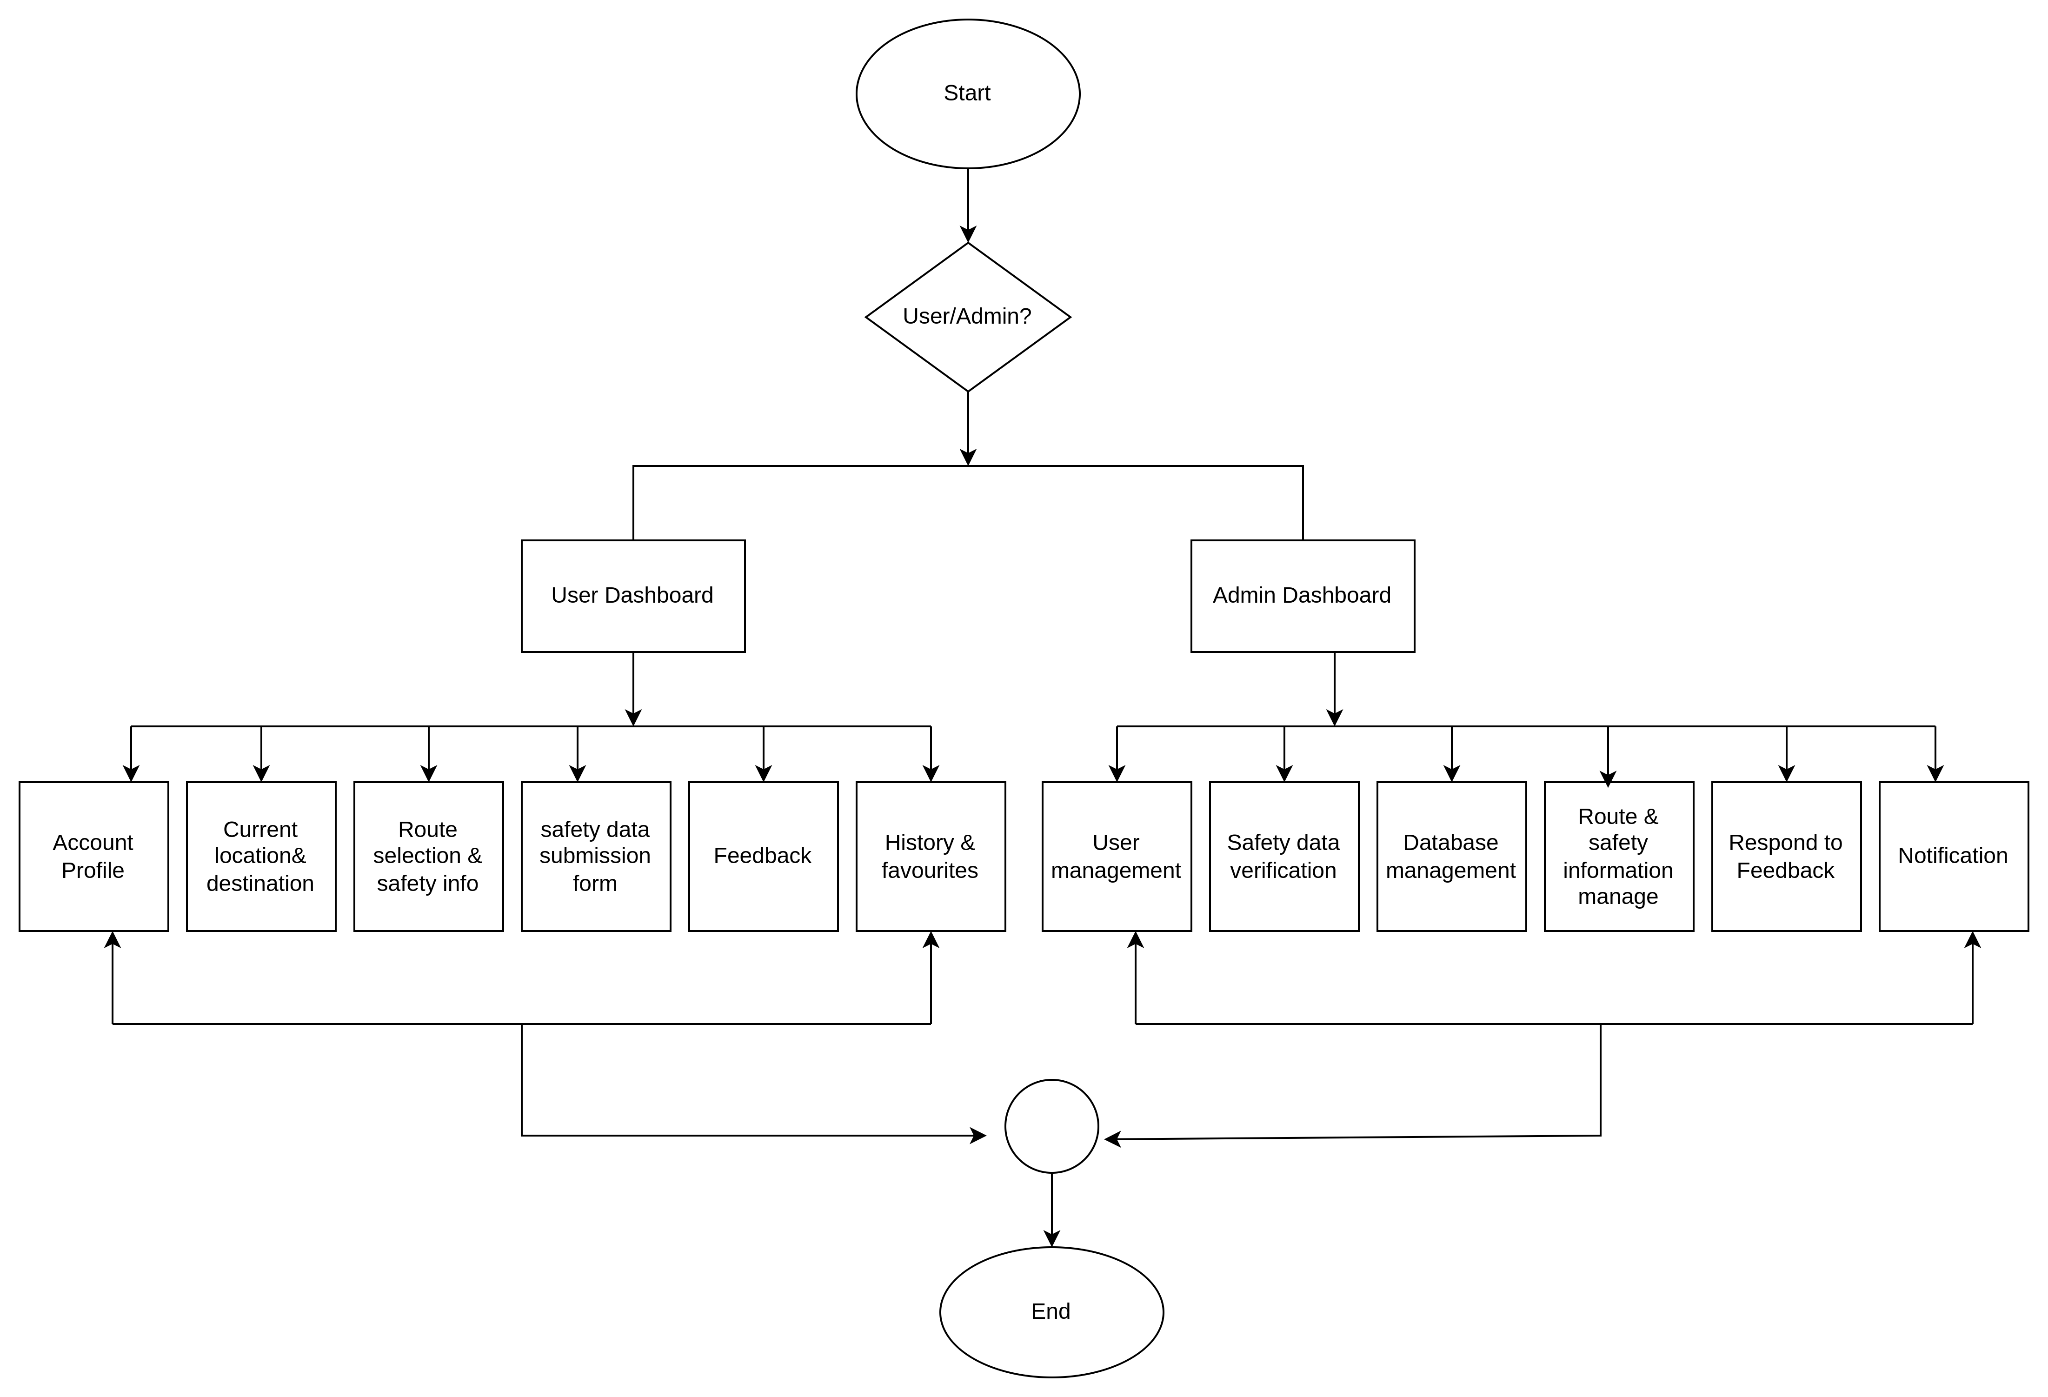 Start
User/Admin?
User Dashboard
Admin Dashboard
Account
Profile
Current
location&
destination
Route
selection &
safety info
safety data
submission
form
Feedback
History &
favourites
User
management
Safety data
verification
Database
management
Route &
safety
information
manage
Respond to
Feedback
Notification
End